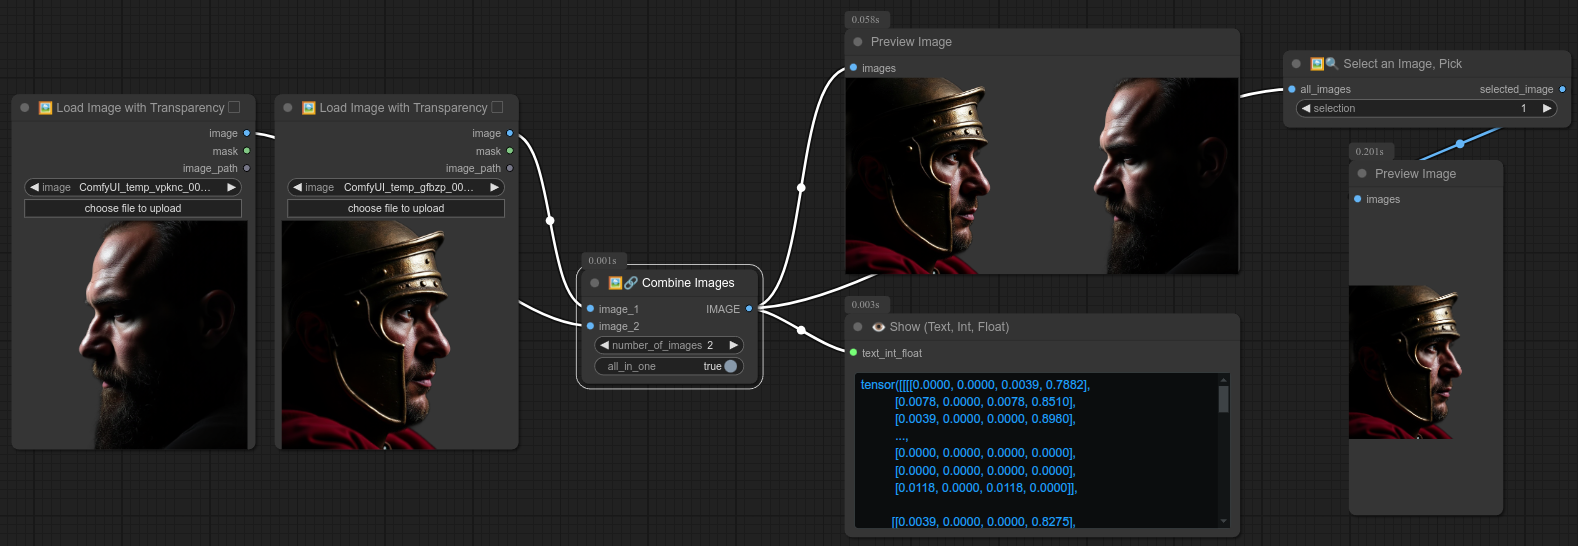 Load Image with Transparency
image
mask
image_path
image ComfyUI_temp_vpknc_00...
choose file to upload
Load Image with Transparency
image
mask
image_path
image ComfyUI_temp_gfbzp_00...
choose file to upload
0.001s
Combine Images
image_1 IMAGE
image_2
number_of_images 2
all_in_one true
0.058s
Preview Image
images
0.003s
Show (Text, Int, Float)
text_int_float
tensor([[[[0.0000, 0.0000, 0.0039, 0.7882],
[0.0078, 0.0000, 0.0078, 0.8510],
[0.0039, 0.0000, 0.0000, 0.8980],
...,
[0.0000, 0.0000, 0.0000, 0.0000],
[0.0000, 0.0000, 0.0000, 0.0000],
[0.0118, 0.0000, 0.0118, 0.0000]],
[[0.0039, 0.0000, 0.0000, 0.8275],
Select an Image, Pick
all_images selected_image
selection 1
0.201s
Preview Image
images